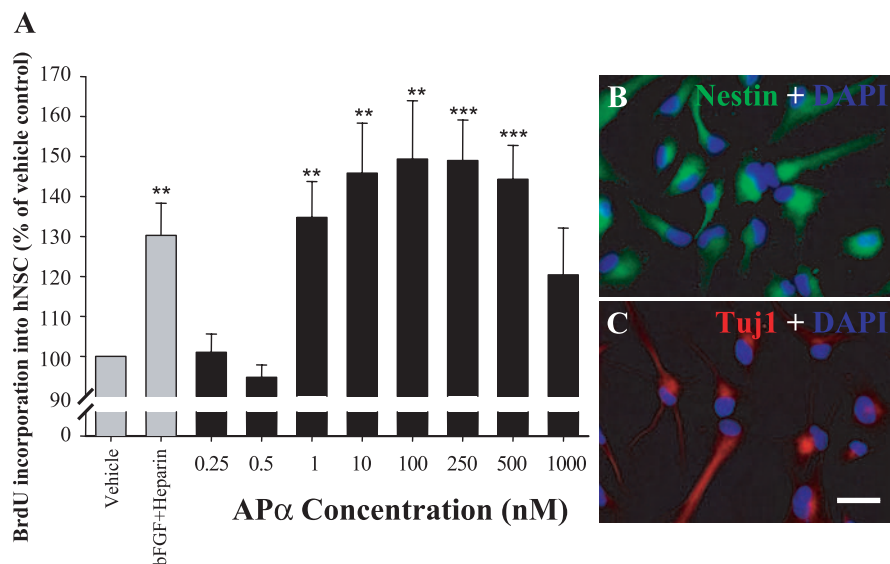 A
BrdU incorporation into hNSC (% of vehicle control)
170
160
150
140
130
120
110
100
90
0
**
**
**
**
***
***
Vehicle
bFGF+Heparin
0.25
0.5
1
10
100
250
500
1000
APα Concentration (nM)
B
Nestin + DAPI
C
Tuj1 + DAPI